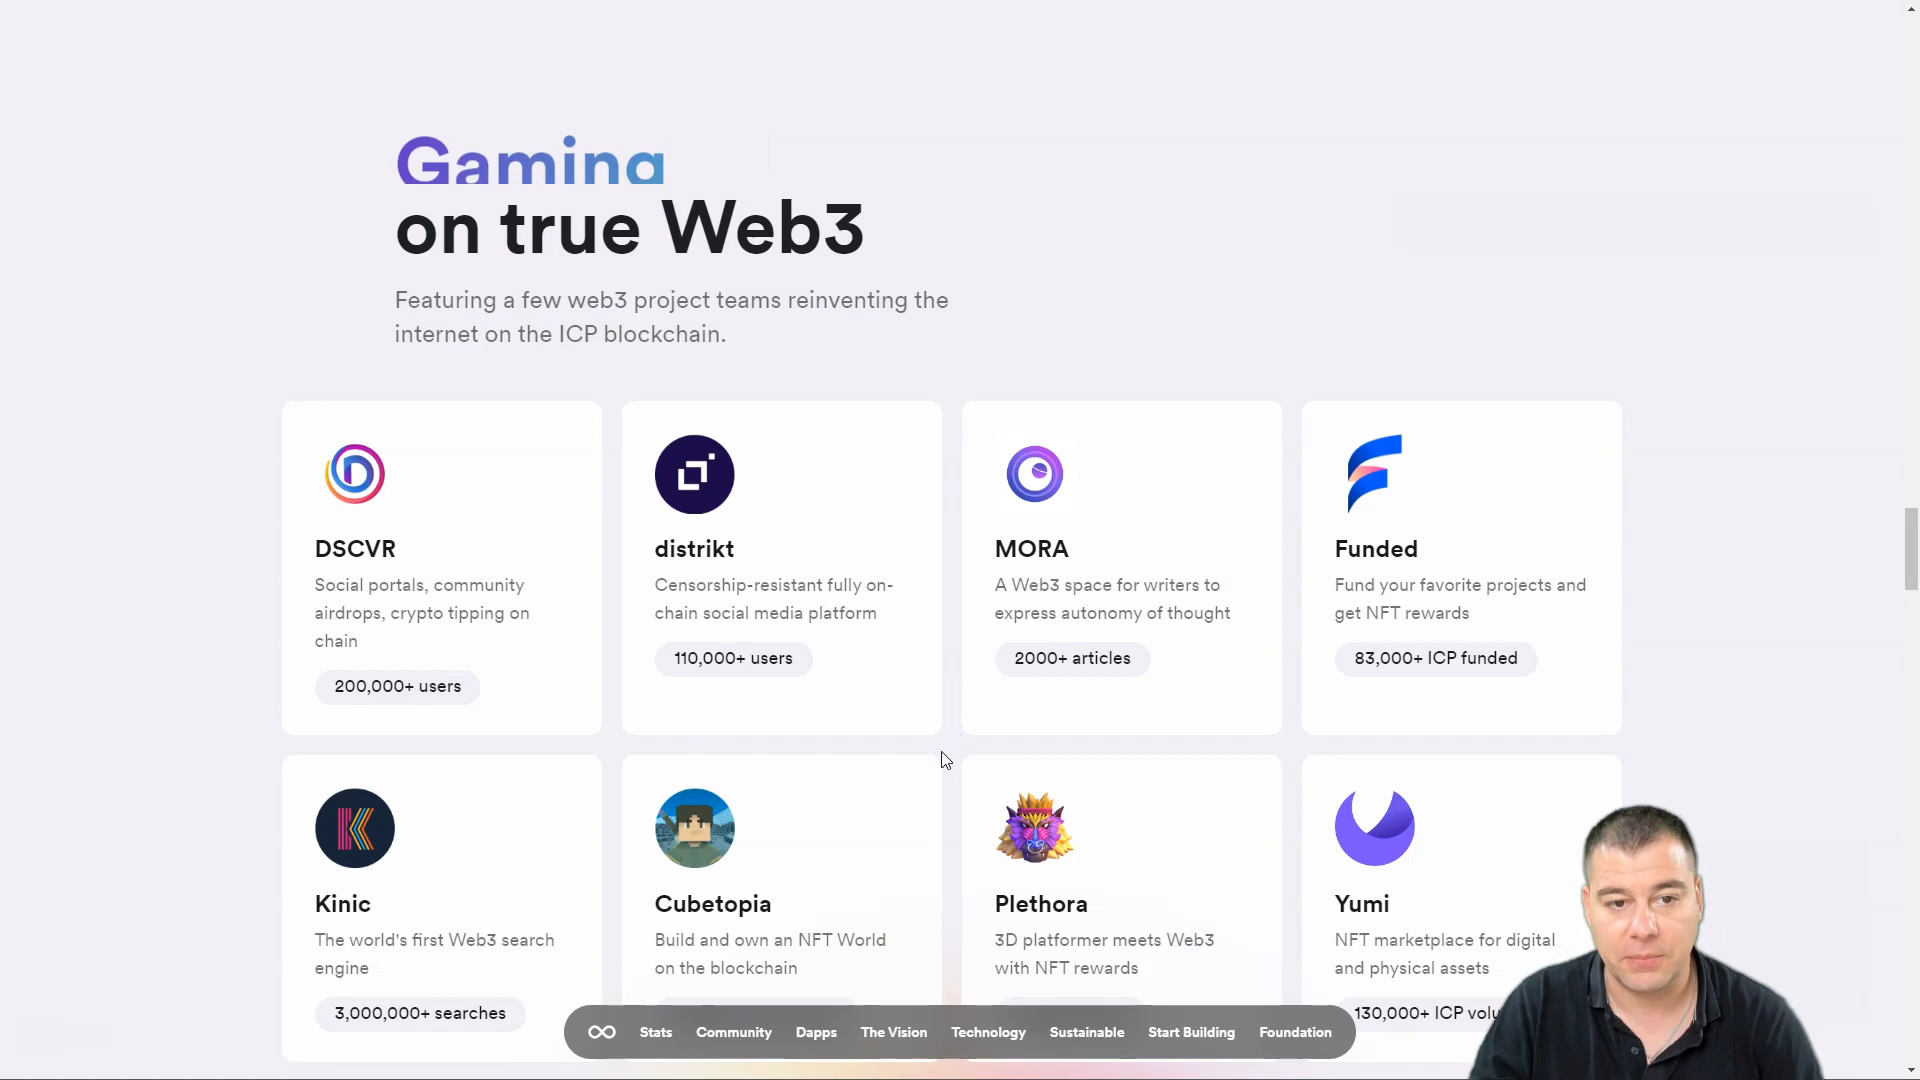 Gaming
on true Web3
Featuring a few web3 project teams reinventing the
internet on the ICP blockchain.
DSCVR
Social portals, community
airdrops, crypto tipping on
chain
200,000+ users
distrikt
Censorship-resistant fully on-
chain social media platform
110,000+ users
MORA
A Web3 space for writers to
express autonomy of thought
2000+ articles
Funded
Fund your favorite projects and
get NFT rewards
83,000+ ICP funded
Kinic
The world's first Web3 search
engine
3,000,000+ searches
Cubetopia
Build and own an NFT World
on the blockchain
Plethora
3D platformer meets Web3
with NFT rewards
Yumi
NFT marketplace for digital
and physical assets
130,000+ ICP volu
Stats Community Dapps The Vision Technology Sustainable Start Building Foundation